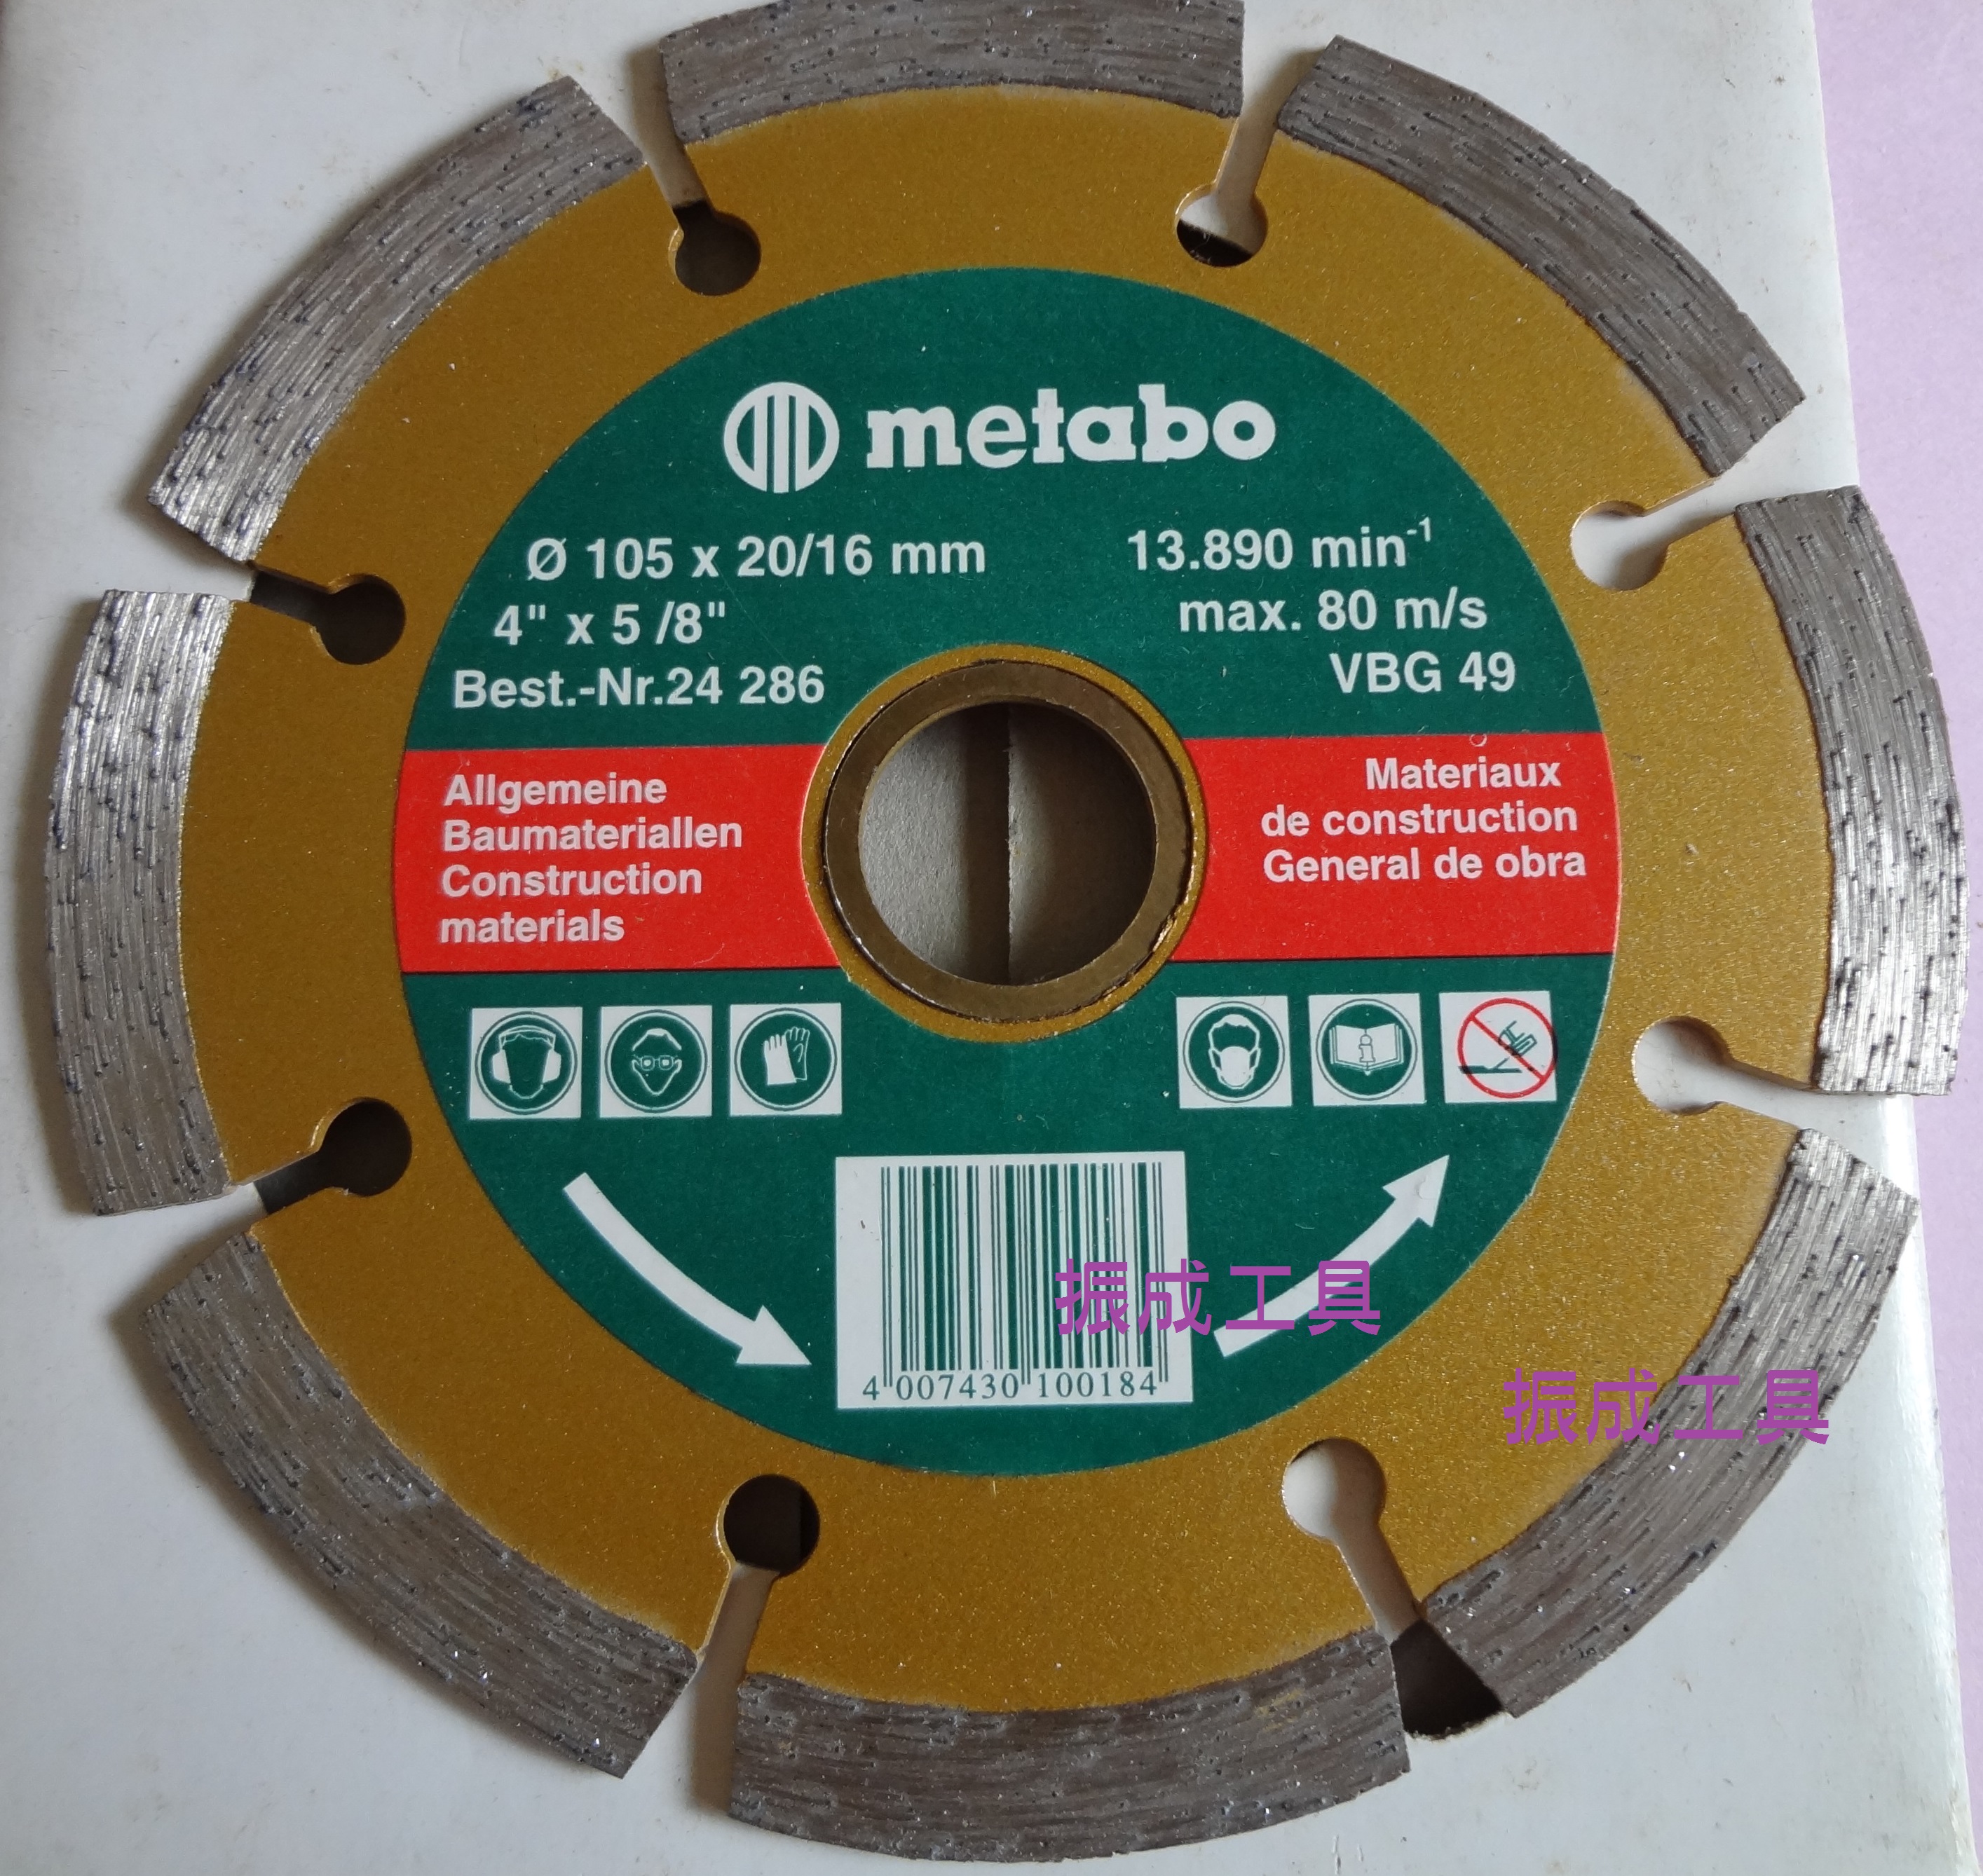 metabo
Ø 105 x 20/16 mm
4" x 5 /8"
Best.-Nr.24 286
13.890 min⁻¹
max. 80 m/s
VBG 49
Allgemeine
Baumateriallen
Construction
materials
Materiaux
de construction
General de obra
4 007430 100184
振成工具
振成工具